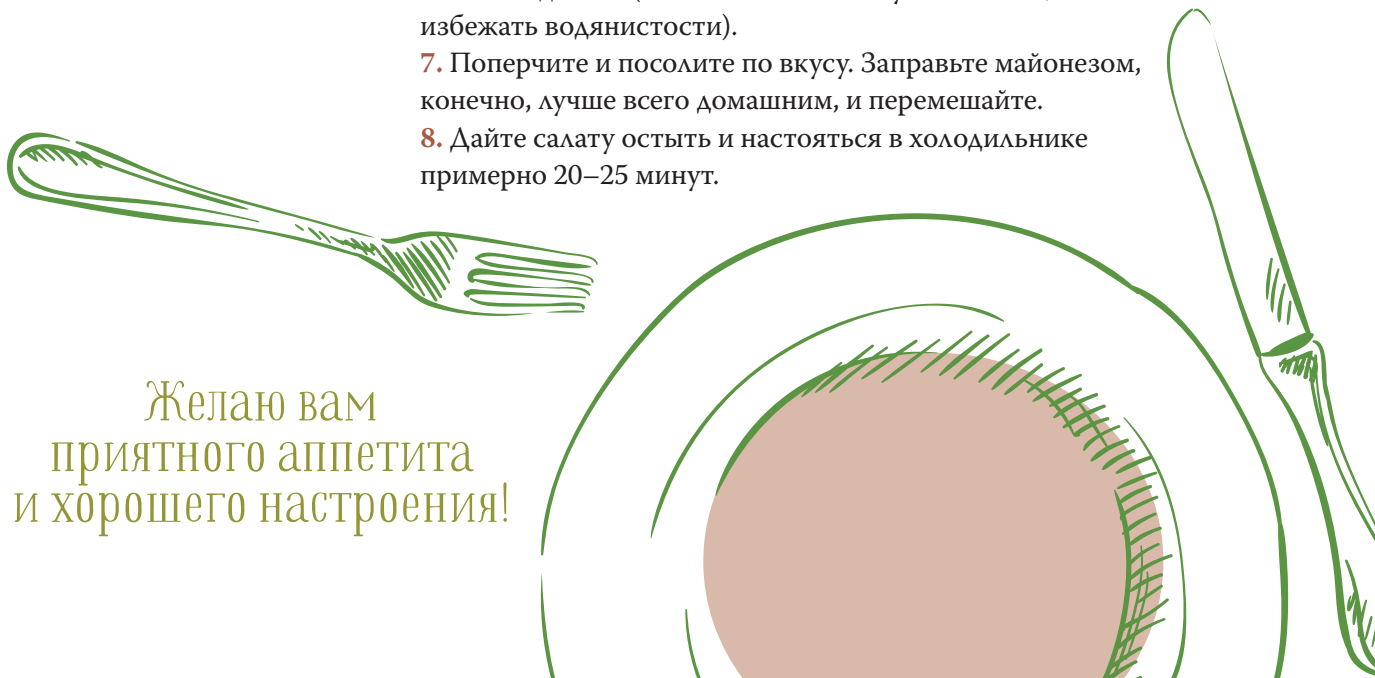 избежать водянистости).
7. Поперчите и посолите по вкусу. Заправьте майонезом,
конечно, лучше всего домашним, и перемешайте.
8. Дайте салату остыть и настояться в холодильнике
примерно 20–25 минут.
Желаю вам
приятного аппетита
и хорошего настроения!